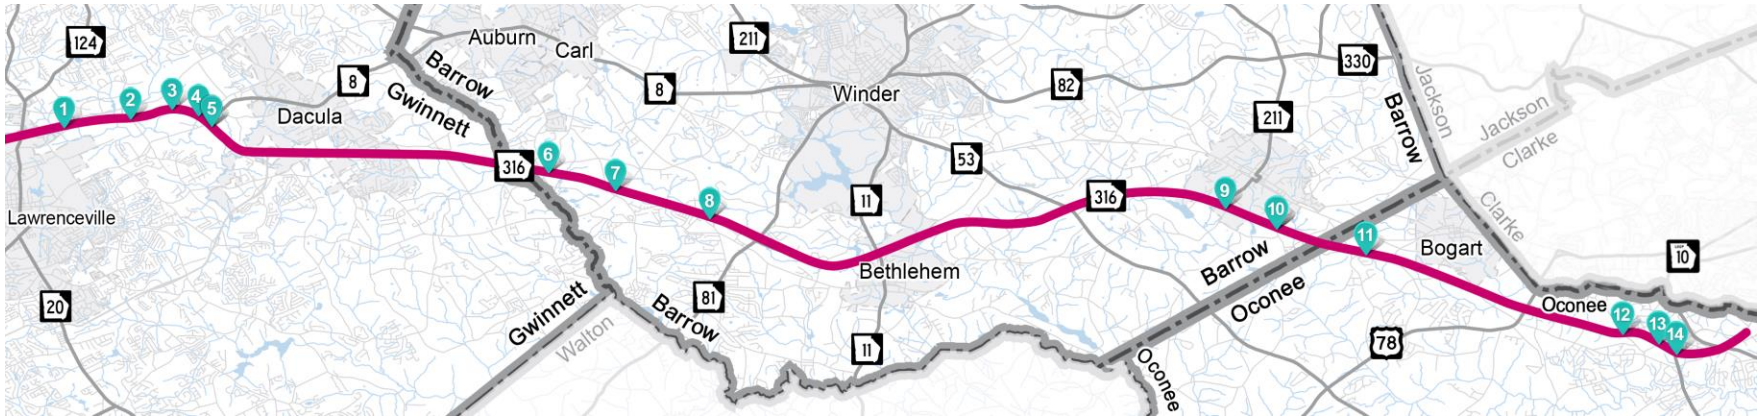 124
Auburn
Carl
211
8
Barrow
Gwinnett
8
Winder
82
330
Jackson
Barrow
Jackson
Clarke
1
2
3
4
5
Dacula
211
316
6
7
53
11
8
316
9
10
Clarke
Lawrenceville
Bethlehem
11
Bogart
10
Barrow
Oconee
20
81
Gwinnett
Walton
Barrow
11
78
Oconee
12
13
14
Oconee